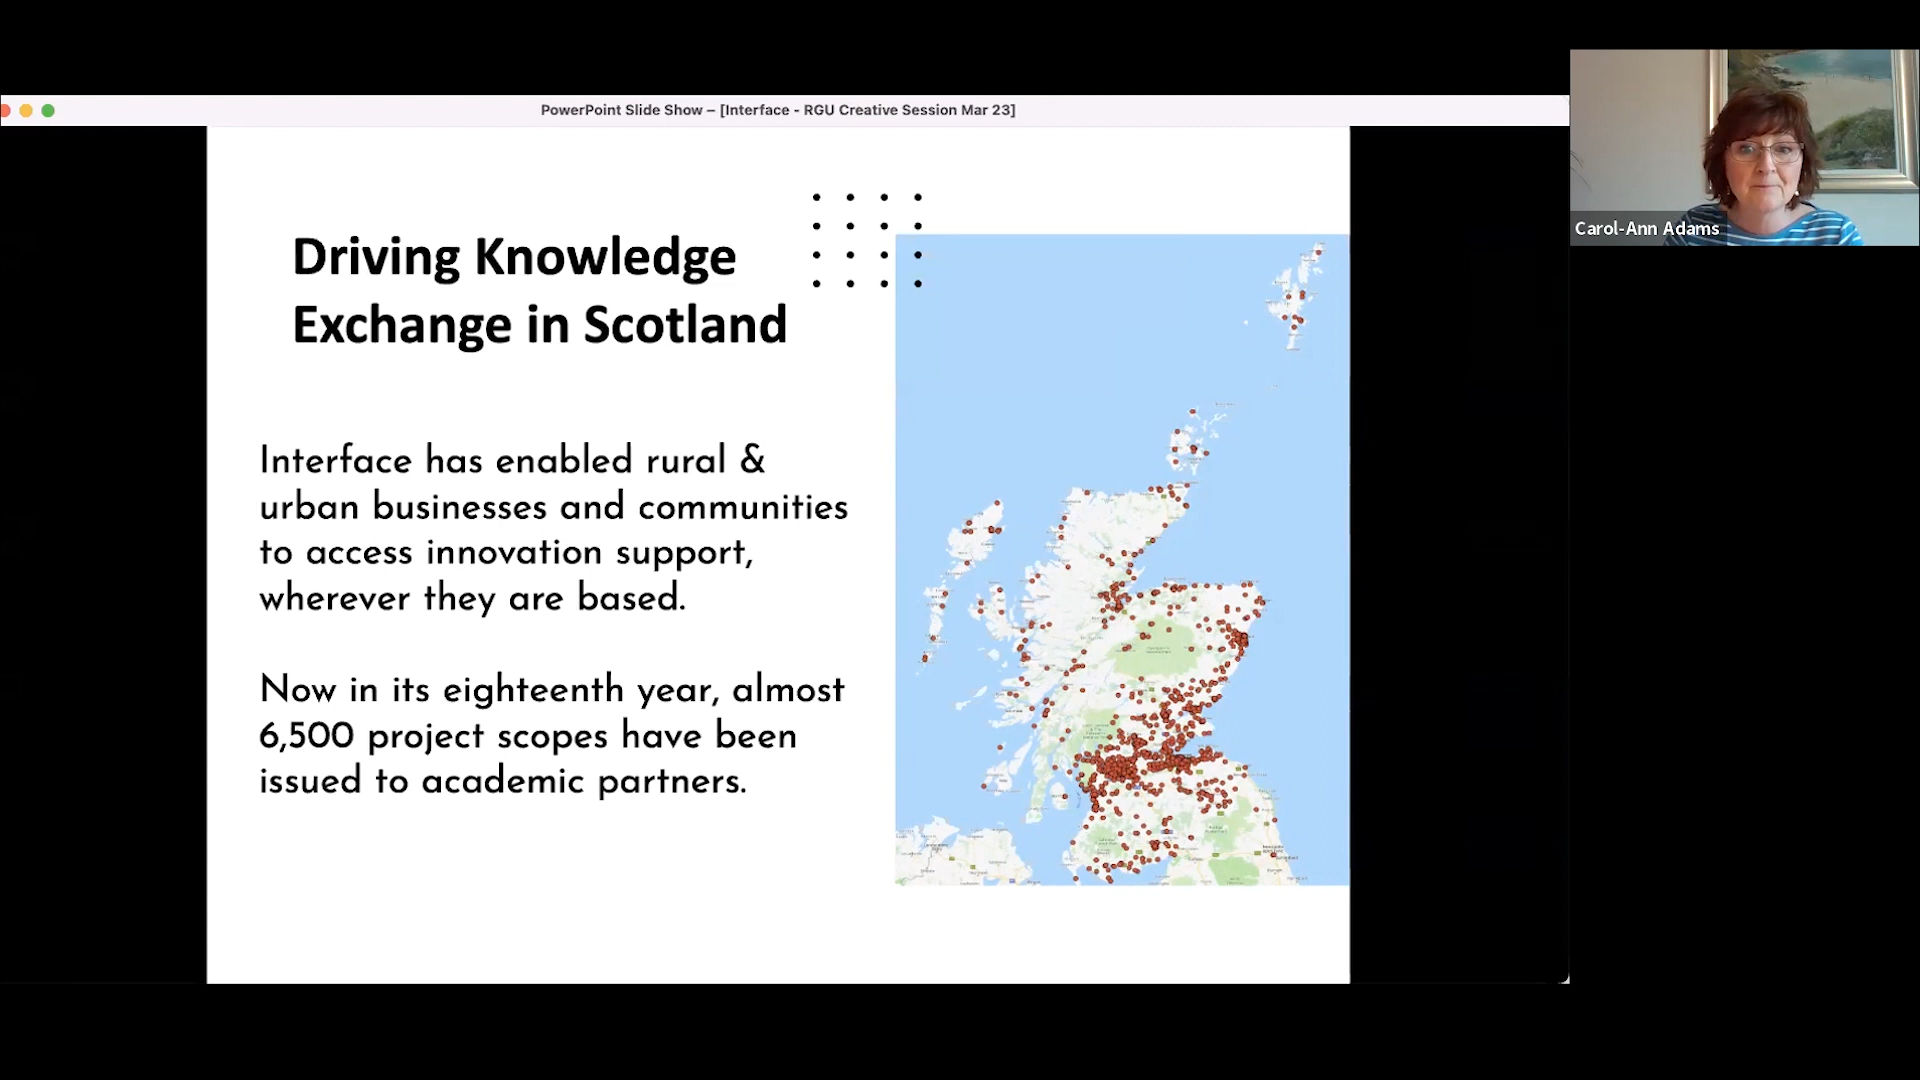 PowerPoint Slide Show – [Interface - RGU Creative Session Mar 23]
Carol-Ann Adams
Driving Knowledge
Exchange in Scotland
Interface has enabled rural &
urban businesses and communities
to access innovation support,
wherever they are based.
Now in its eighteenth year, almost
6,500 project scopes have been
issued to academic partners.